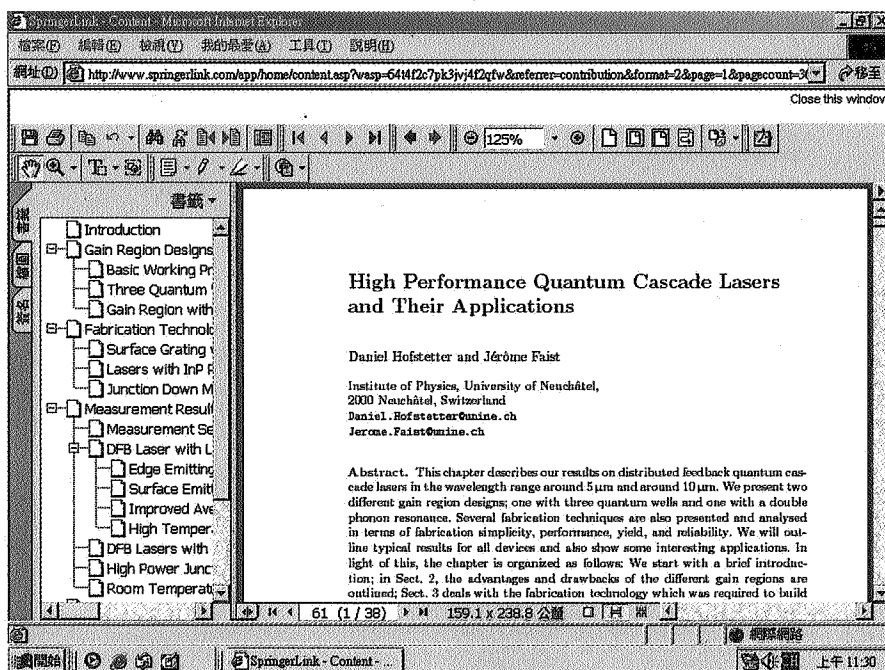 SpringerLink - Content - Microsoft Internet Explorer
檔案(F) 編輯(E) 檢視(V) 我的最愛(A) 工具(T) 說明(H)
網址(D) http://www.springerlink.com/app/home/content.asp?wasp=64t4f2c7pk3jvj4f2qfw&referrer=contribution&format=2&page=1&pagecount=3 移至
Close this window
125%
書籤
書籤
縮圖
簽名
Introduction
Gain Region Designs
Basic Working Pr
Three Quantum
Gain Region with
Fabrication Technolo
Surface Grating
Lasers with InP R
Junction Down M
Measurement Result
Measurement Se
DFB Laser with L
Edge Emitting
Surface Emitt
Improved Ave
High Temper
DFB Lasers with
High Power Junc
Room Temperat
High Performance Quantum Cascade Lasers
and Their Applications
Daniel Hofstetter and Jérôme Faist
Institute of Physics, University of Neuchâtel,
2000 Neuchâtel, Switzerland
Daniel.Hofstetter@unine.ch
Jerome.Faist@unine.ch
Abstract. This chapter describes our results on distributed feedback quantum cas-
cade lasers in the wavelength range around 5 µm and around 10 µm. We present two
different gain region designs; one with three quantum wells and one with a double
phonon resonance. Several fabrication techniques are also presented and analysed
in terms of fabrication simplicity, performance, yield, and reliability. We will out-
line typical results for all devices and also show some interesting applications. In
light of this, the chapter is organized as follows: We start with a brief introduc-
tion; in Sect. 2, the advantages and drawbacks of the different gain regions are
outlined; Sect. 3 deals with the fabrication technology which was required to build
61 (1 / 38) 159.1 x 238.8 公釐
網際網路
開始 SpringerLink - Content - ... 上午 11:30